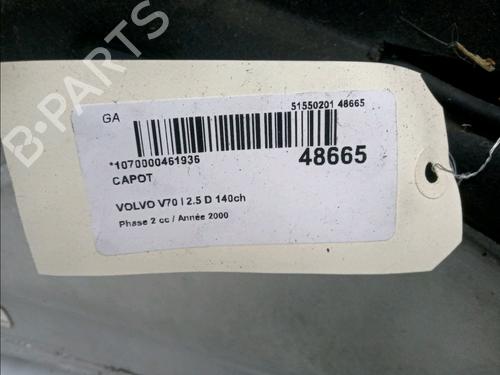 B-PARTS
GA
51550201 48665
*1070000461936
48665
CAPOT
VOLVO V70 I 2.5 D 140ch
Phase 2 cc / Année 2000